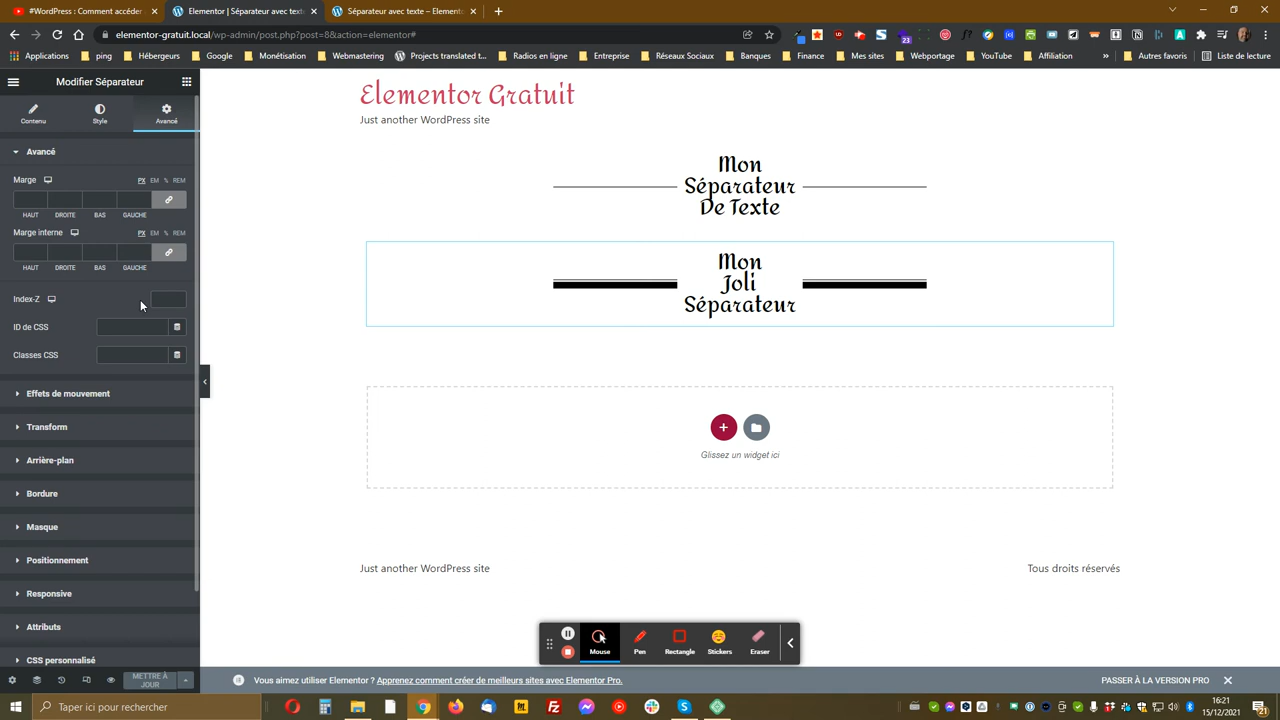 #WordPress : Comment accéder
Elementor | Séparateur avec texte
Séparateur avec texte – Elemento
elementor-gratuit.local/wp-admin/post.php?post=8&action=elementor#
Applications
ping
Hébergeurs
Google
Monétisation
Webmastering
Projects translated t...
Radios en ligne
Entreprise
Réseaux Sociaux
Banques
Finance
Mes sites
Webportage
YouTube
Affiliation
»
Autres favoris
Liste de lecture
Modifier Séparateur
Contenu
Style
Avancé
Avancé
Marge
PX EM % REM
HAUT DROITE BAS GAUCHE
Marge interne
PX EM % REM
HAUT DROITE BAS GAUCHE
Index-Z
ID de CSS
Classes CSS
Effets de mouvement
Transform
Arrière-plan
Bordure
Masque
Positionnement
Responsive
Attributs
CSS personnalisé
METTRE À
JOUR
Elementor Gratuit
Just another WordPress site
Mon
Séparateur
De Texte
Mon
Joli
Séparateur
Glissez un widget ici
Just another WordPress site
Tous droits réservés
Mouse
Pen
Rectangle
Stickers
Eraser
Vous aimez utiliser Elementor ? Apprenez comment créer de meilleurs sites avec Elementor Pro.
PASSER À LA VERSION PRO
Taper ici pour rechercher
16:21
15/12/2021